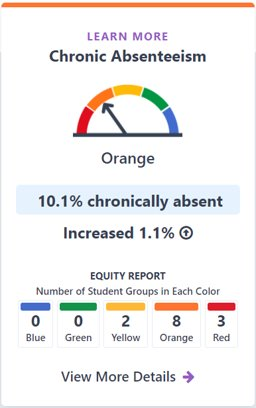 LEARN MORE
Chronic Absenteeism
Orange
10.1% chronically absent
Increased 1.1%
EQUITY REPORT
Number of Student Groups in Each Color
0 0 2 8 3
Blue Green Yellow Orange Red
View More Details